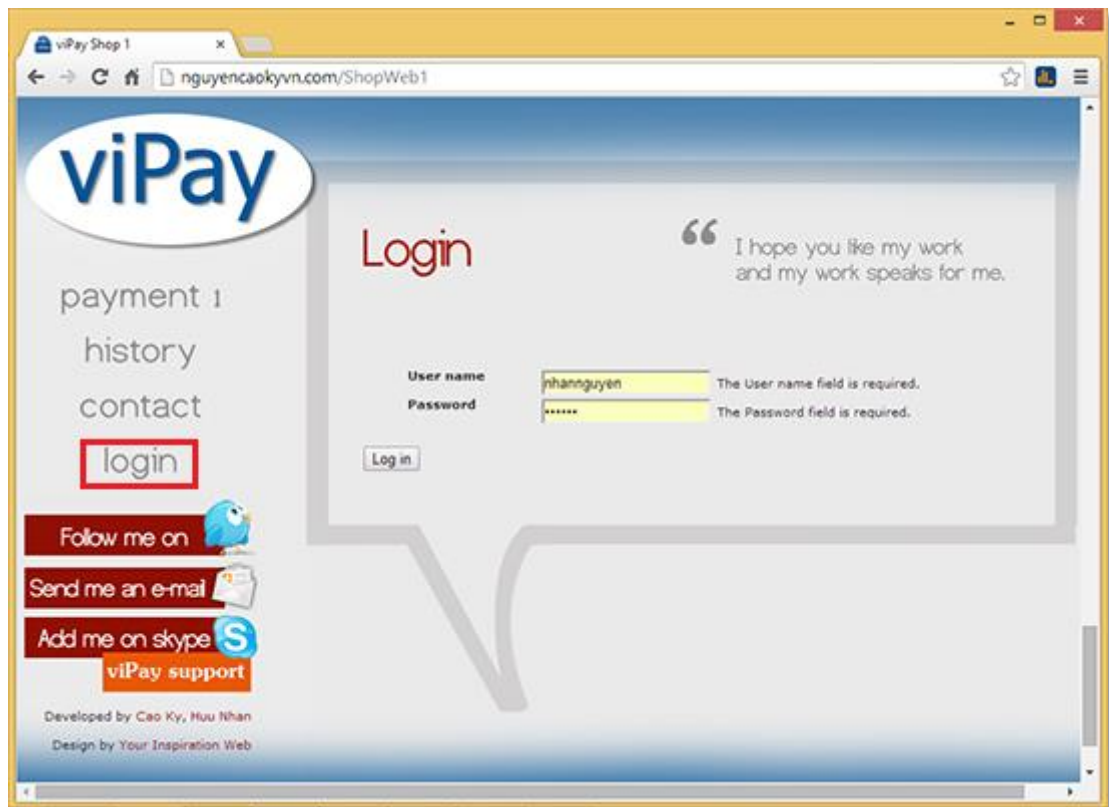 viPay Shop 1
nguyencaokyvn.com/ShopWeb1
viPay
Login
“ I hope you like my work
and my work speaks for me.
payment 1
history
contact
login
User name nhannguyen The User name field is required.
Password •••••• The Password field is required.
Log in
Follow me on
Send me an e-mail
Add me on skype S
viPay support
Developed by Cao Ky, Huu Nhan
Design by Your Inspiration Web